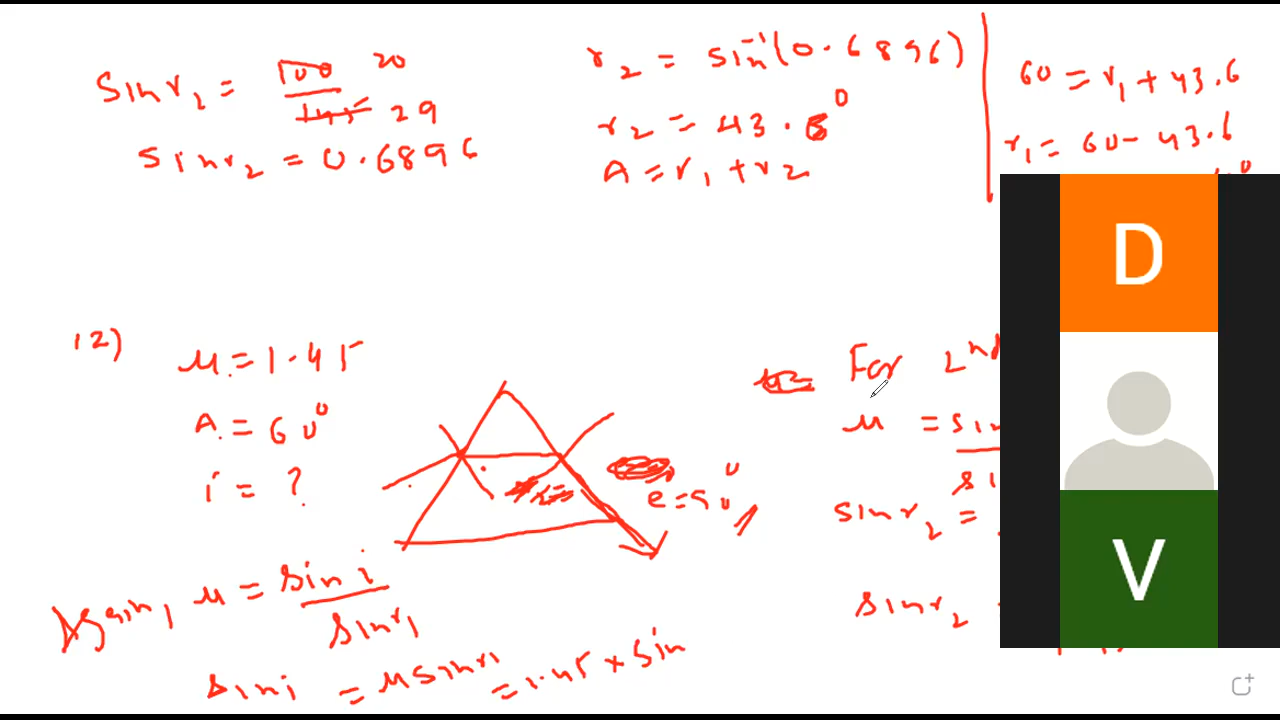 sin r₂ = 100/145 20/29
sin r₂ = 0.6896
r₂ = sin⁻¹(0.6896)
r₂ = 43.6°
A = r₁ + r₂
60 = r₁ + 43.6
r₁ = 60 - 43.6
12)
μ = 1.45
A = 60°
i = ?
e = 90°
For 2nd
μ = sin
si
sin r₂ =
sin r₂
Again, μ = sin i / sin r₁
sin i = μ sin r₁ = 1.45 × sin
D
V